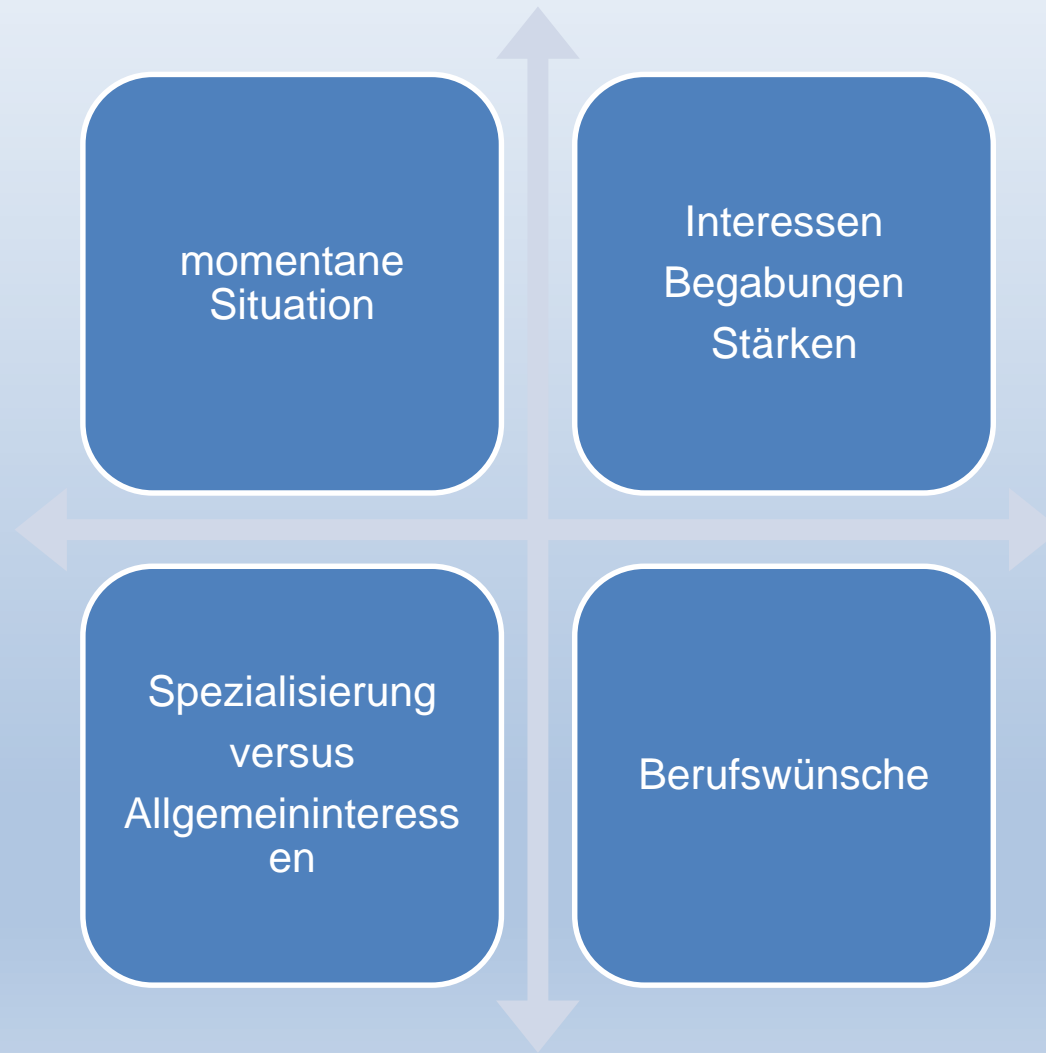 momentane
Situation
Interessen
Begabungen
Stärken
Spezialisierung
versus
Allgemeininteress
en
Berufswünsche